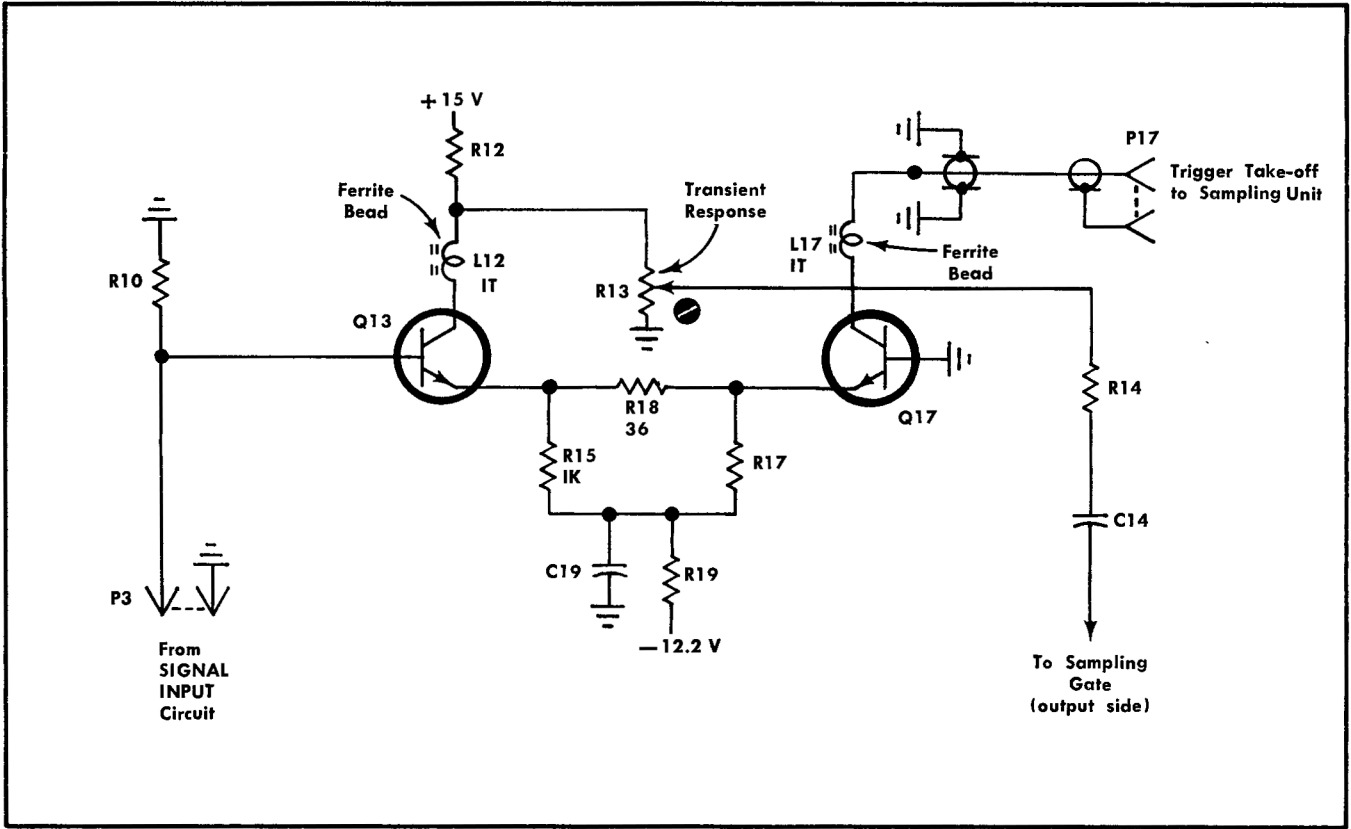 + 15 V
R12
Ferrite
Bead
L12
IT
Transient
Response
R13
L17
IT
Ferrite
Bead
P17
Trigger Take-off
to Sampling Unit
R10
Q13
Q17
R18
36
R15
IK
R17
R14
C14
C19
R19
— 12.2 V
P3
From
SIGNAL
INPUT
Circuit
To Sampling
Gate
(output side)